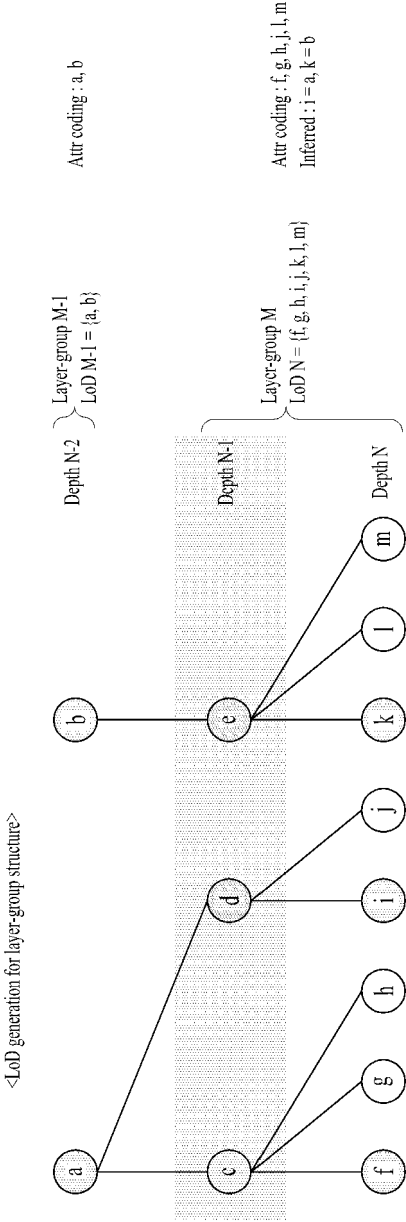 <LoD generation for layer-group structure>
a
b
Depth N-2
Layer-group M-1
LoD M-1 = {a, b}
Attr coding : a, b
c
d
e
Depth N-1
Layer-group M
LoD N = {f, g, h, i, j, k, l, m}
Attr coding : f, g, h, j, l, m
Inferred : i = a, k = b
f
g
h
i
j
k
l
m
Depth N